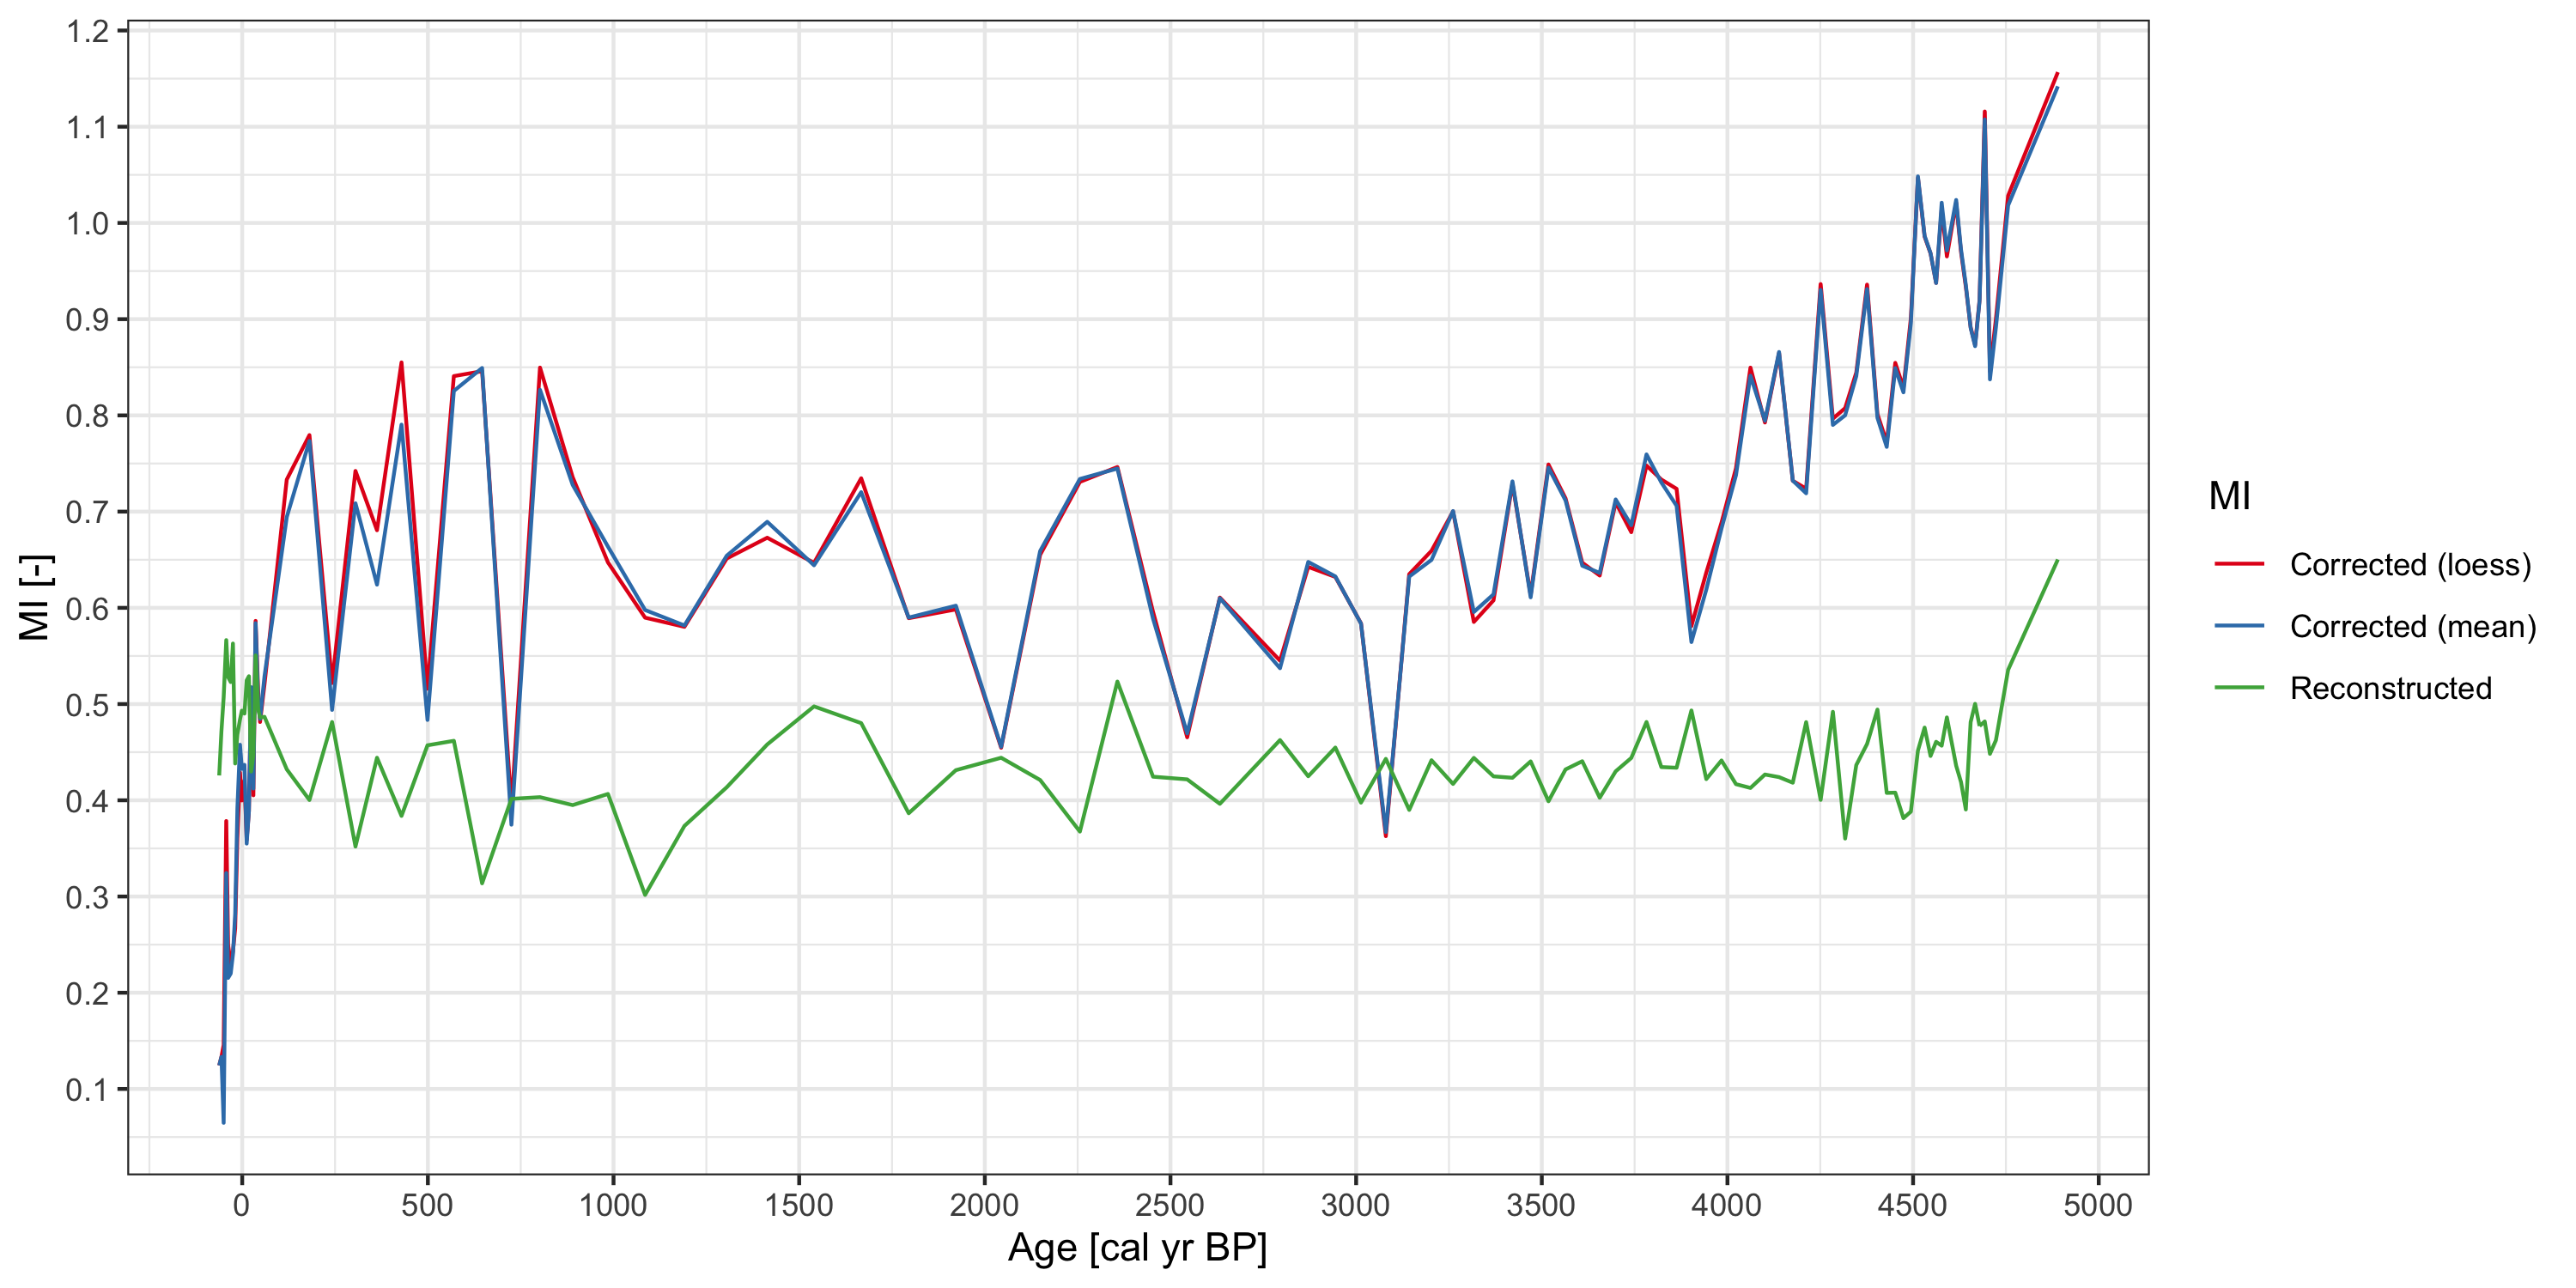 1.2
1.1
1.0
0.9
0.8
0.7
0.6
0.5
0.4
0.3
0.2
0.1
MI [-]
0 500 1000 1500 2000 2500 3000 3500 4000 4500 5000
Age [cal yr BP]
MI
Corrected (loess)
Corrected (mean)
Reconstructed